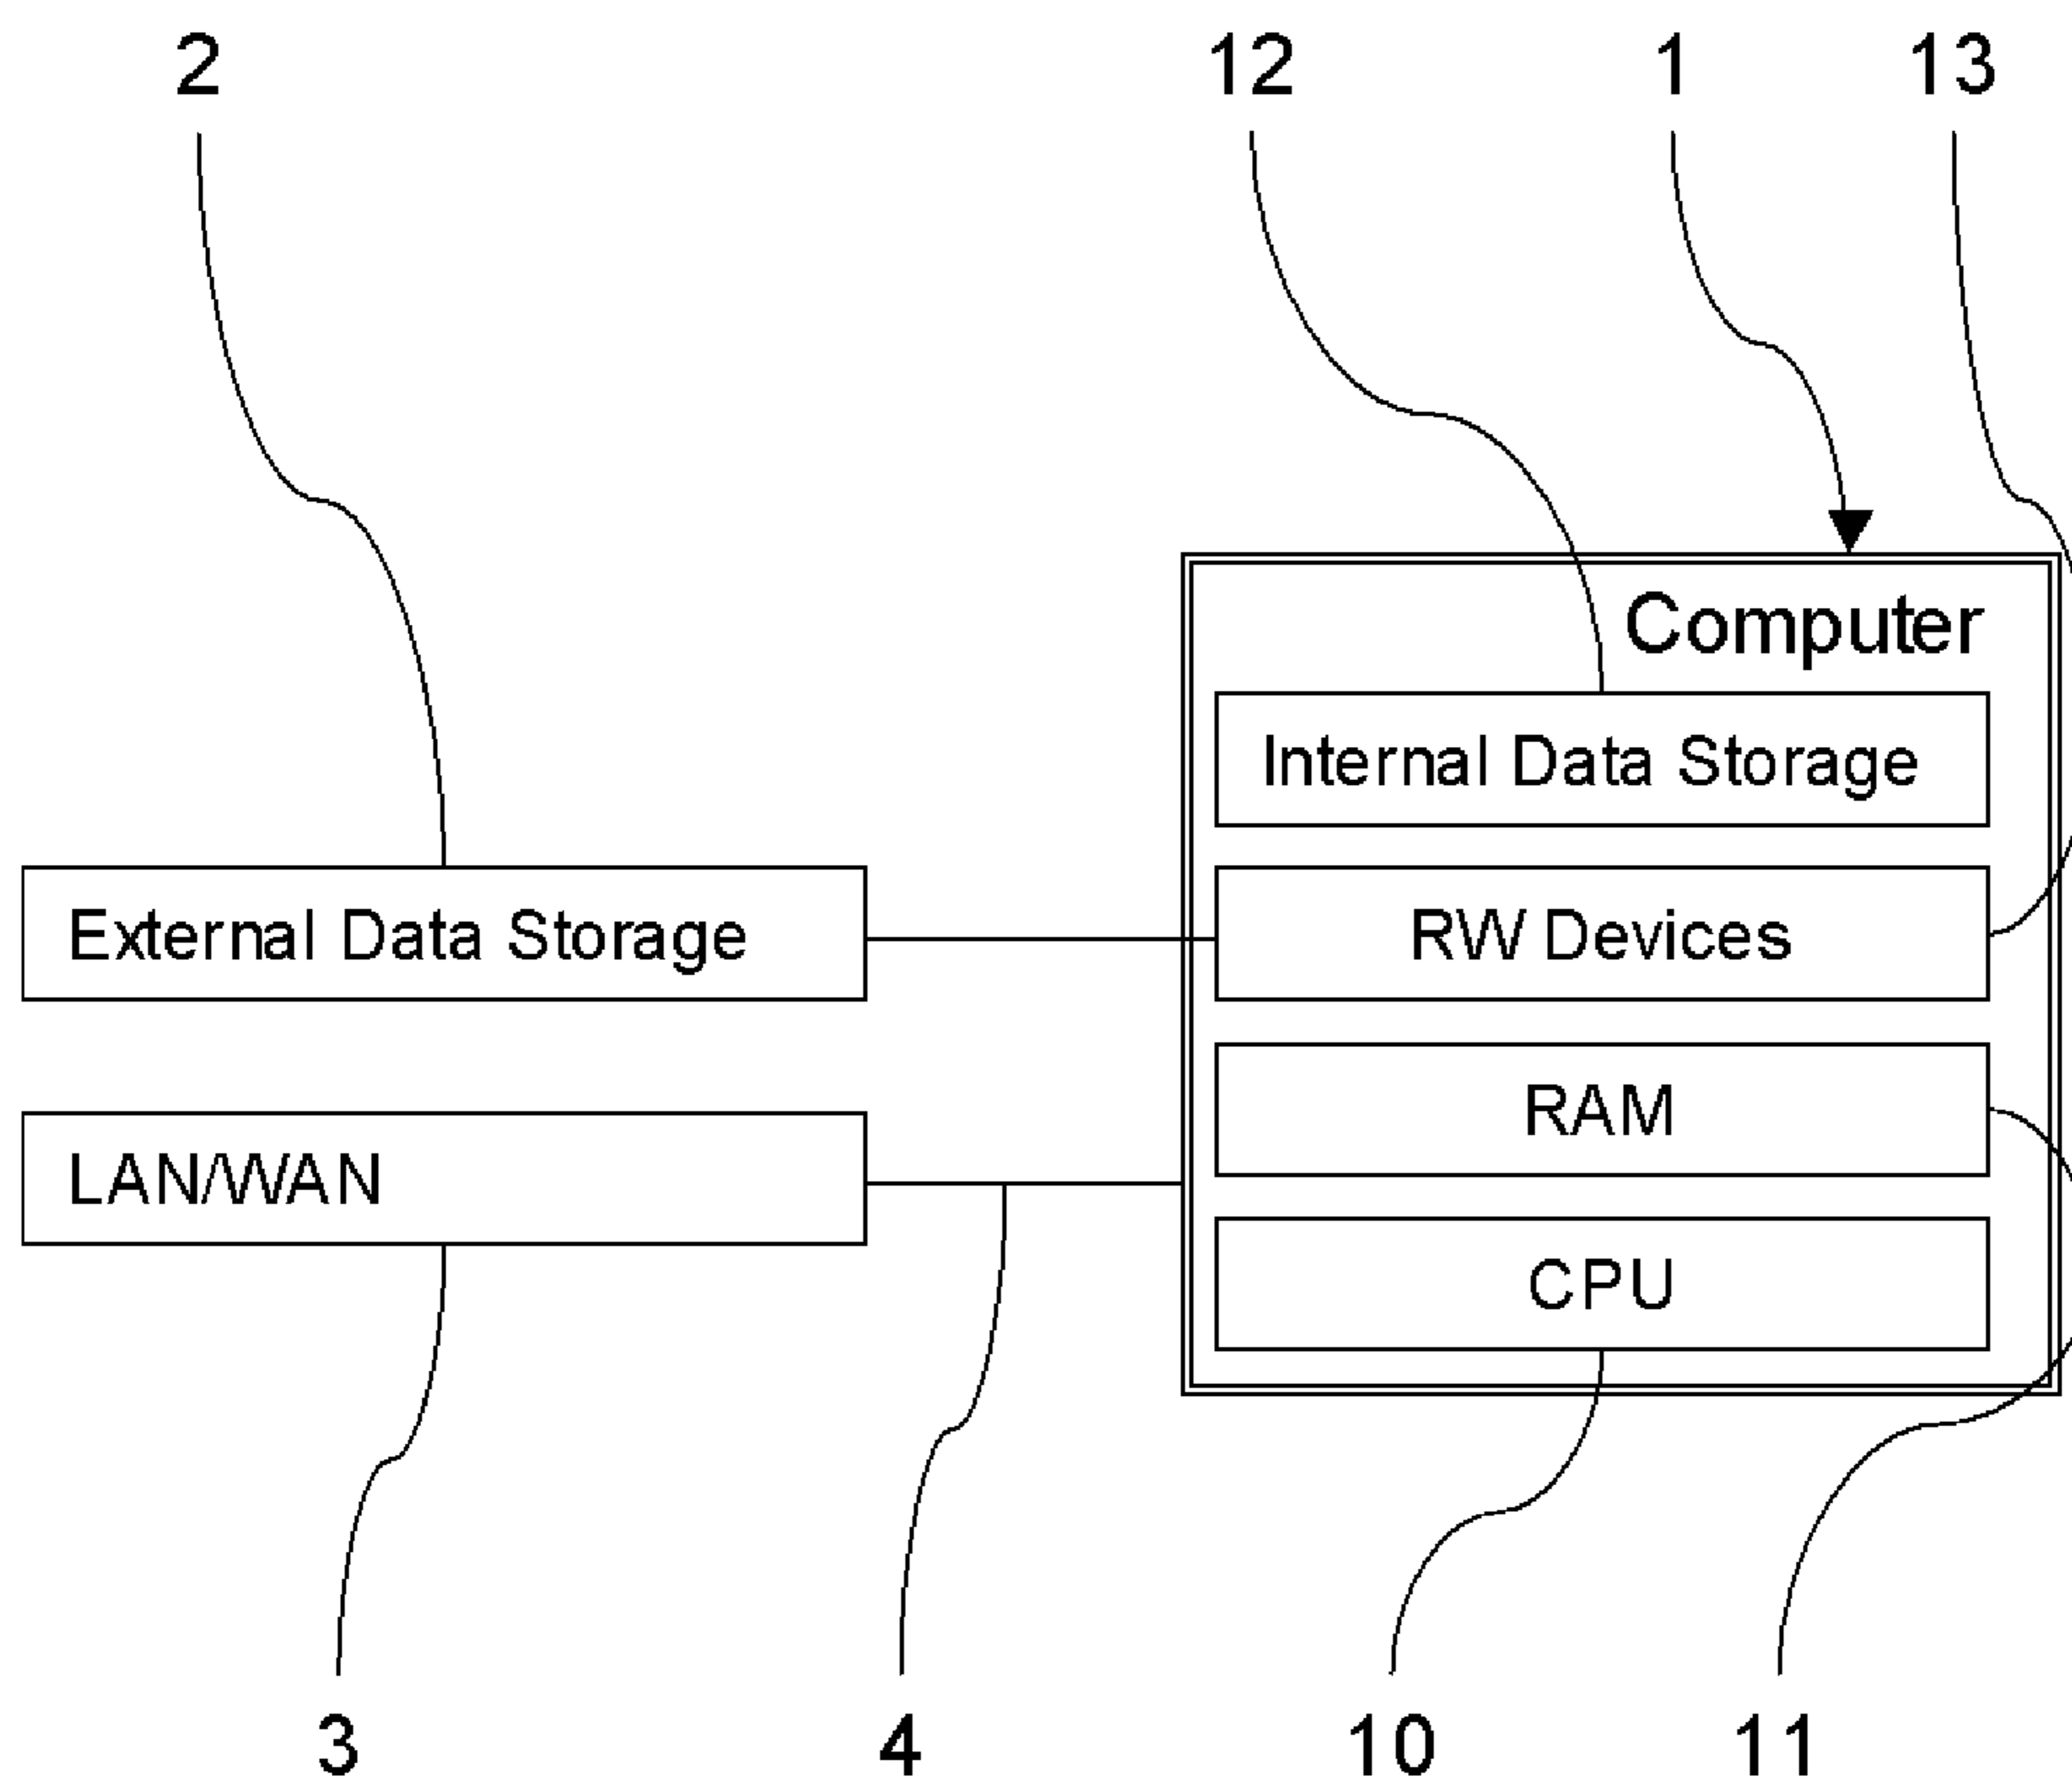 2 12 1 13
Computer
Internal Data Storage
External Data Storage RW Devices
RAM
LAN/WAN
CPU
3 4 10 11